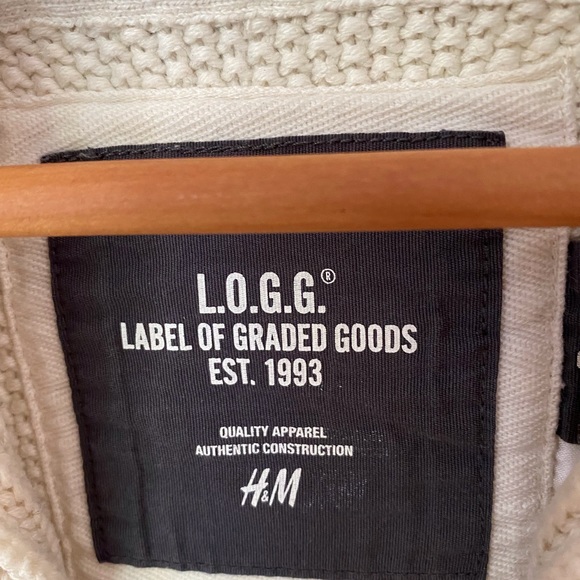 L.O.G.G.®
LABEL OF GRADED GOODS
EST. 1993
QUALITY APPAREL
AUTHENTIC CONSTRUCTION
H&M